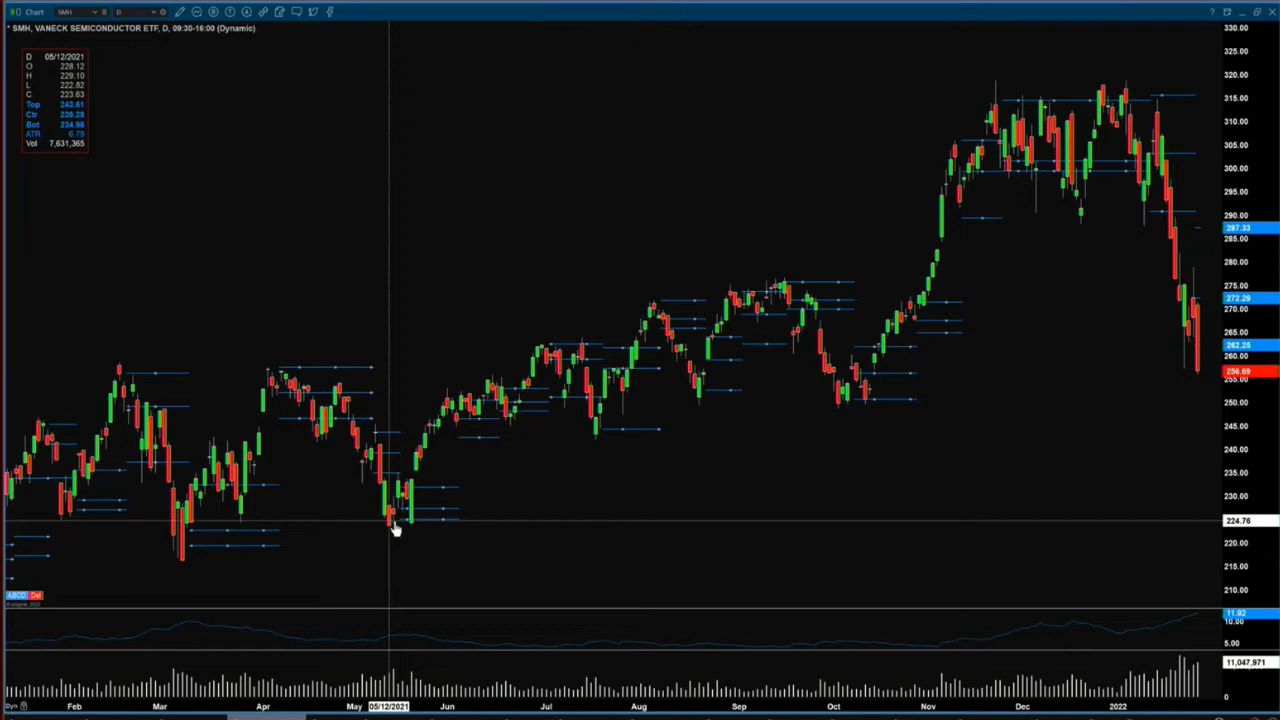 Chart SMH D
* SMH, VANECK SEMICONDUCTOR ETF, D, 09:30-16:00 (Dynamic)
D 05/12/2021
O 228.12
H 229.10
L 222.82
C 223.63
Top 243.61
Ctr 239.28
Bot 234.96
ATR 6.79
Vol 7,631,365
330.00
325.00
320.00
315.00
310.00
305.00
300.00
295.00
290.00
287.33
285.00
280.00
275.00
272.29
270.00
265.00
262.25
260.00
256.69
255.00
250.00
245.00
240.00
235.00
230.00
224.76
220.00
215.00
210.00
ABCD Del
11.92
10.00
5.00
11,047,971
0
Dyn Feb Mar Apr May 05/12/2021 Jun Jul Aug Sep Oct Nov Dec 2022